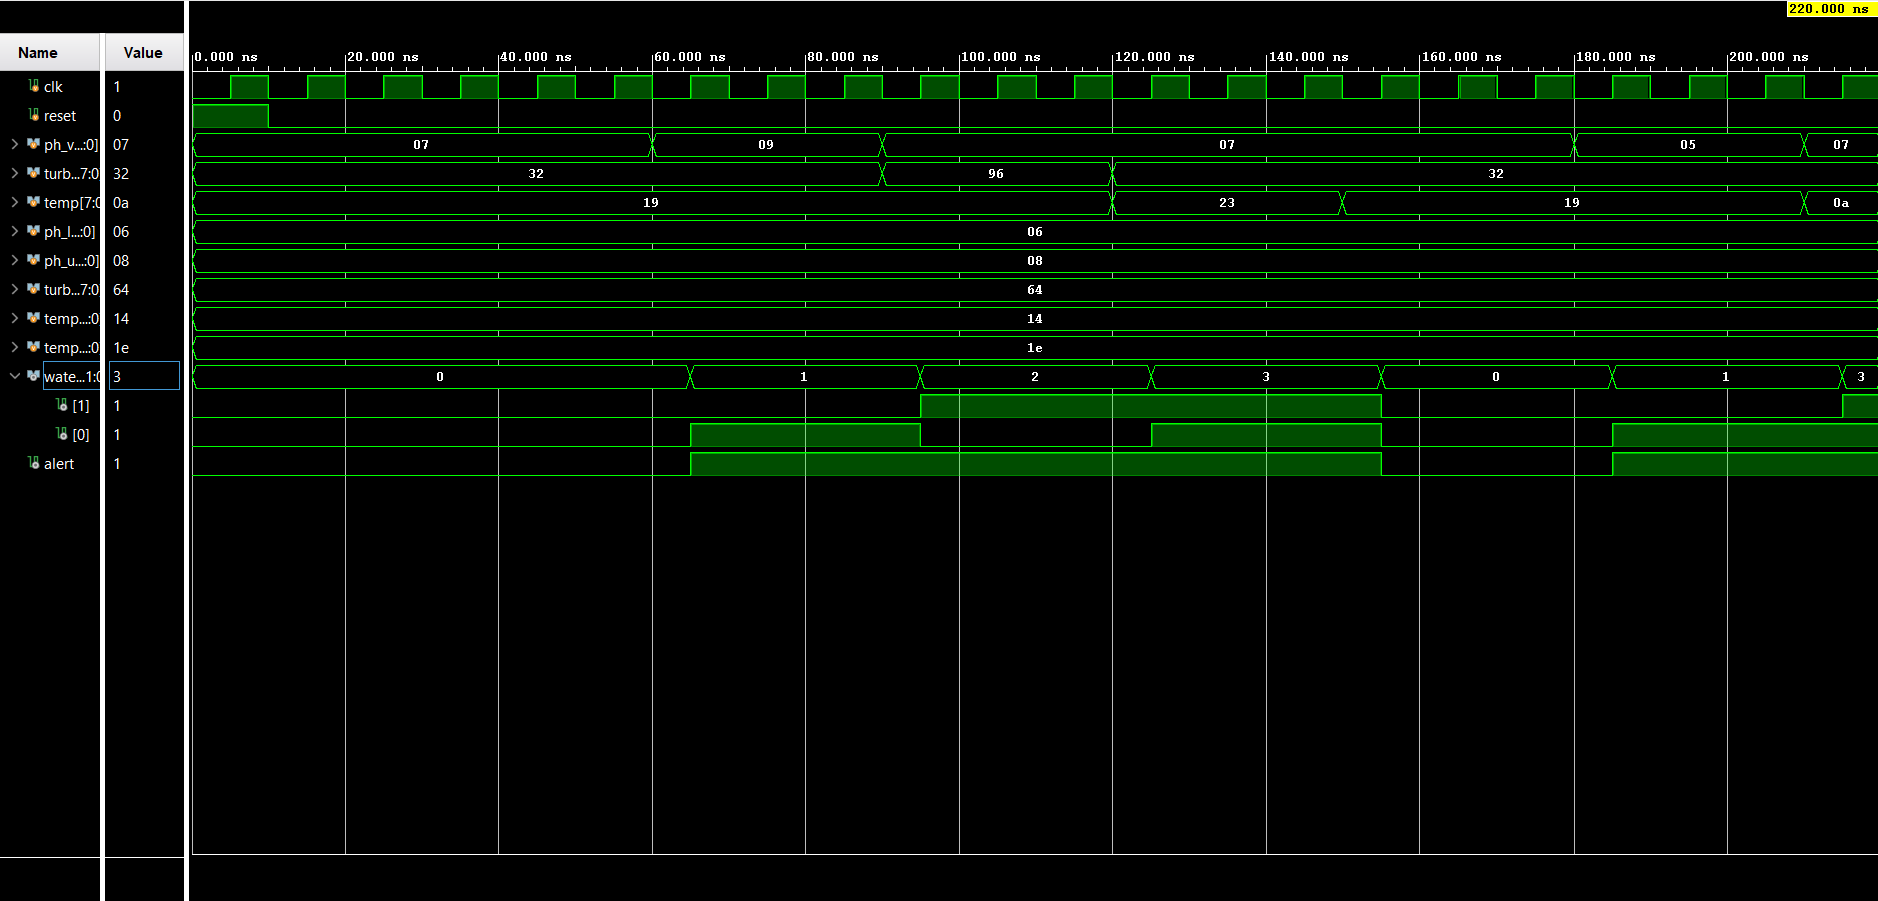 220.000 ns
Name Value
0.000 ns 20.000 ns 40.000 ns 60.000 ns 80.000 ns 100.000 ns 120.000 ns 140.000 ns 160.000 ns 180.000 ns 200.000 ns
clk 1
reset 0
ph_v...:0] 07 07 09 07 05 07
turb...7:0 32 32 96 32
temp[7:0 0a 19 23 19 0a
ph_l...:0] 06 06
ph_u...:0] 08 08
turb...7:0 64 64
temp...:0 14 14
temp...:0 1e 1e
wate...1:0 3 0 1 2 3 0 1 3
[1] 1
[0] 1
alert 1